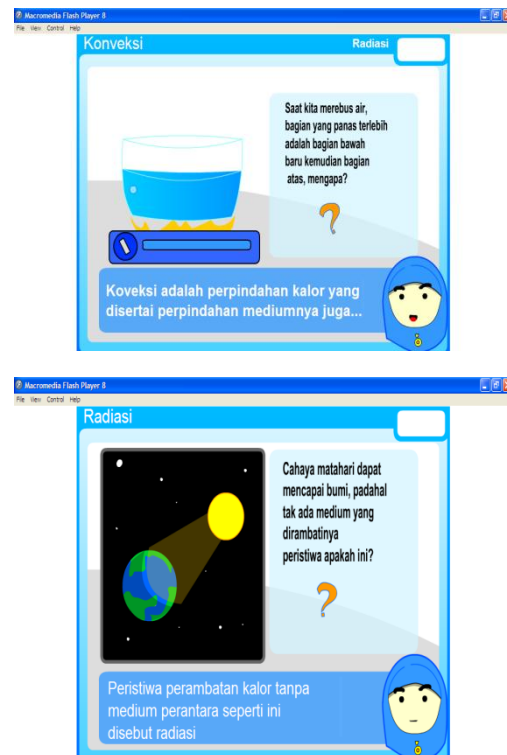 Macromedia Flash Player 8
File View Control Help
Konveksi
Radiasi
Saat kita merebus air,
bagian yang panas terlebih
adalah bagian bawah
baru kemudian bagian
atas, mengapa?
?
Koveksi adalah perpindahan kalor yang
disertai perpindahan mediumnya juga...
Macromedia Flash Player 8
File View Control Help
Radiasi
Cahaya matahari dapat
mencapai bumi, padahal
tak ada medium yang
dirambatinya
peristiwa apakah ini?
?
Peristiwa perambatan kalor tanpa
medium perantara seperti ini
disebut radiasi